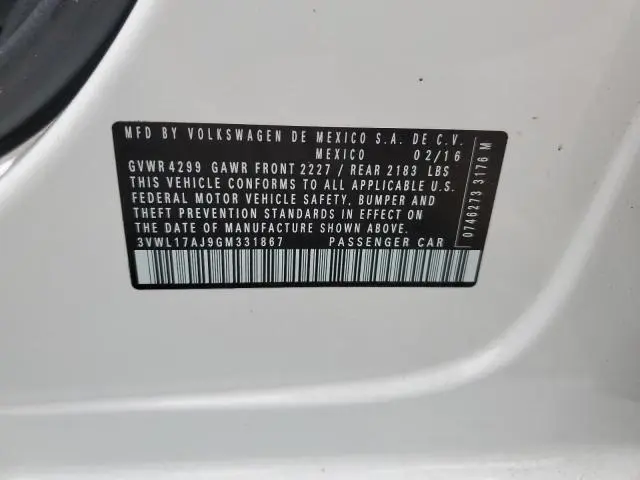 MFD BY VOLKSWAGEN DE MEXICO S.A. DE C.V.
MEXICO 02/16
GVWR 4299 GAWR FRONT 2227 / REAR 2183 LBS
THIS VEHICLE CONFORMS TO ALL APPLICABLE U.S.
FEDERAL MOTOR VEHICLE SAFETY, BUMPER AND
THEFT PREVENTION STANDARDS IN EFFECT ON
THE DATE OF MANUFACTURE SHOWN ABOVE.
3VWL17AJ9GM331867 PASSENGER CAR
0746273 3176 M